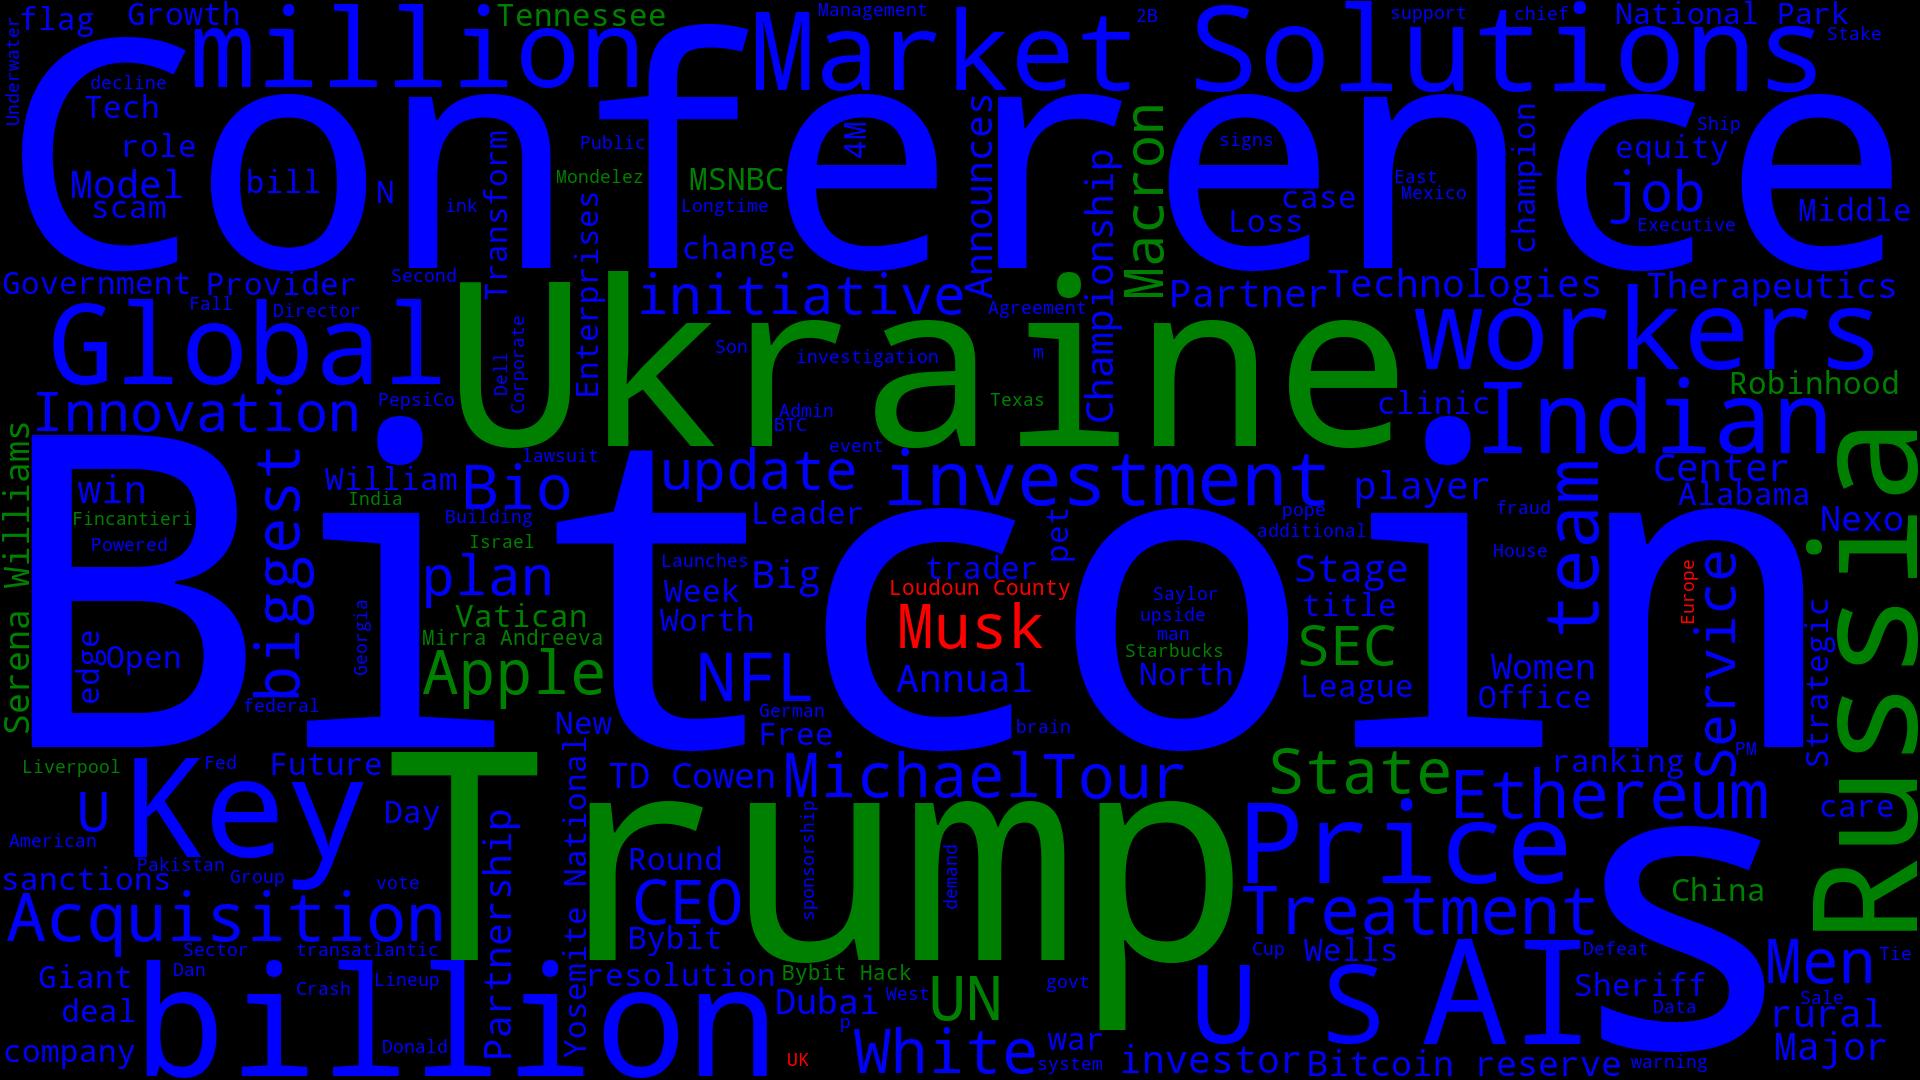 flag
Growth
million
Tennessee
Market
Management
2B
Solutions
support
chief
National Park
Stake
Underwater
Conference
decline
Tech
role
Model
scam
bill
N
ink
Transform
Public
Mondelez
MSNBC
Longtime
change
4M
Announces
Championship
Macron
signs
case
Loss
East
Mexico
champion
Ship
equity
job
Executive
Middle
Government
Provider
Second
Fall
Director
Enterprises
initiative
Agreement
Partner
Technologies
Therapeutics
Global
Ukraine
Dell
Corporate
Son
investigation
m
workers
Innovation
PepsiCo
Admin
BTC
Texas
event
clinic
Indian
Robinhood
Serena Williams
Bitcoin
win
Fincantieri
Powered
edge
Open
biggest
William
India
Bio
lawsuit
Building
Israel
update
Leader
investment
player
pope
additional
pet
fraud
House
team
Center
Alabama
Nexo
Russia
plan
Launches
Week
Worth
Big
trader
Loudoun County
Musk
Annual
Saylor
upside
man
Starbucks
North
Stage
title
SEC
League
Women
Office
Europe
Service
Strategic
Georgia
Vatican
Mirra Andreeva
Apple
NFL
federal
New
German
Free
brain
Liverpool
Key
Fed
Future
U
Day
American
Trump
TD Cowen
MichaelTour
State
Ethereum
ranking
PM
care
Pakistan
Group
sanctions
vote
Acquisition
Partnership
Yosemite National
Round
CEO
Bybit
sponsorship
demand
Price
Treatment
s
China
Sector
transatlantic
Giant
Dan
deal
Crash
Lineup
company
billion
Donald
resolution
Bybit Hack
Dubai
West
UN
p
UK
govt
White
war
system
investor
Cup
Wells
U S
AI
Defeat
Sheriff
Data
Men
Tie
Sale
rural
Major
Bitcoin reserve
warning